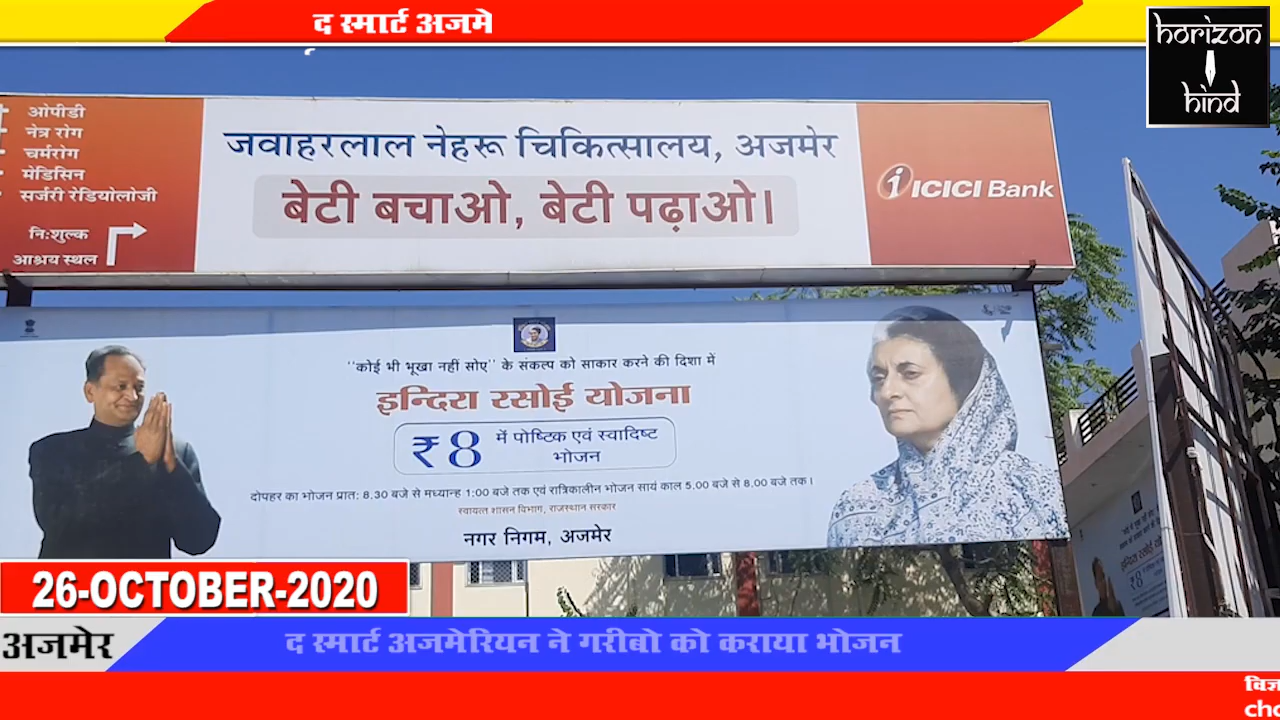 द स्मार्ट अजमे
horizon
hind
ओपीडी
नेत्र रोग
चर्मरोग
मेडिसिन
सर्जरी रेडियोलोजी
निःशुल्क
आश्रय स्थल
जवाहरलाल नेहरू चिकित्सालय, अजमेर
बेटी बचाओ, बेटी पढ़ाओ।
ICICI Bank
"कोई भी भूखा नहीं सोए" के संकल्प को साकार करने की दिशा में
इन्दिरा रसोई योजना
₹8 में पोष्टिक एवं स्वादिष्ट
भोजन
दोपहर का भोजन प्रात: 8.30 बजे से मध्यान्ह 1:00 बजे तक एवं रात्रिकालीन भोजन सायं काल 5.00 बजे से 8.00 बजे तक।
स्वायत्त शासन विभाग, राजस्थान सरकार
नगर निगम, अजमेर
इन्दिरा रसोई
₹8
26-OCTOBER-2020
अजमेर
द स्मार्ट अजमेरियन ने गरीबो को कराया भोजन